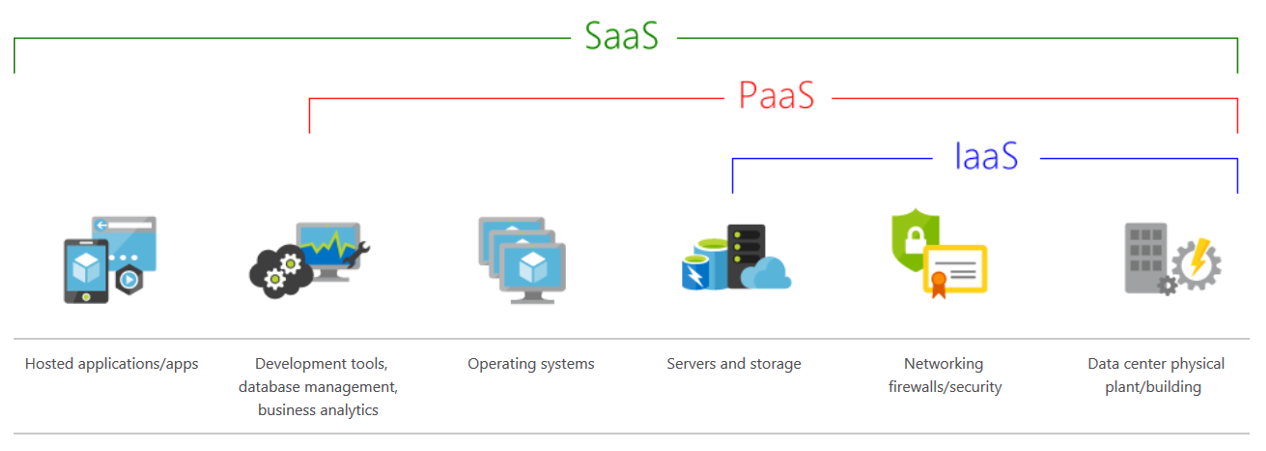 SaaS
PaaS
IaaS
Hosted applications/apps
Development tools,
database management,
business analytics
Operating systems
Servers and storage
Networking
firewalls/security
Data center physical
plant/building